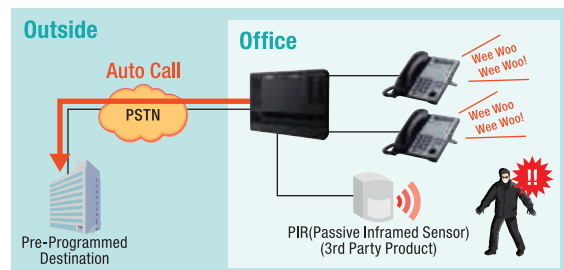 Outside
Office
Auto Call
PSTN
Wee Woo
Wee Woo!
Wee Woo
Wee Woo!
!!
PIR(Passive Inframed Sensor)
(3rd Party Product)
Pre-Programmed
Destination